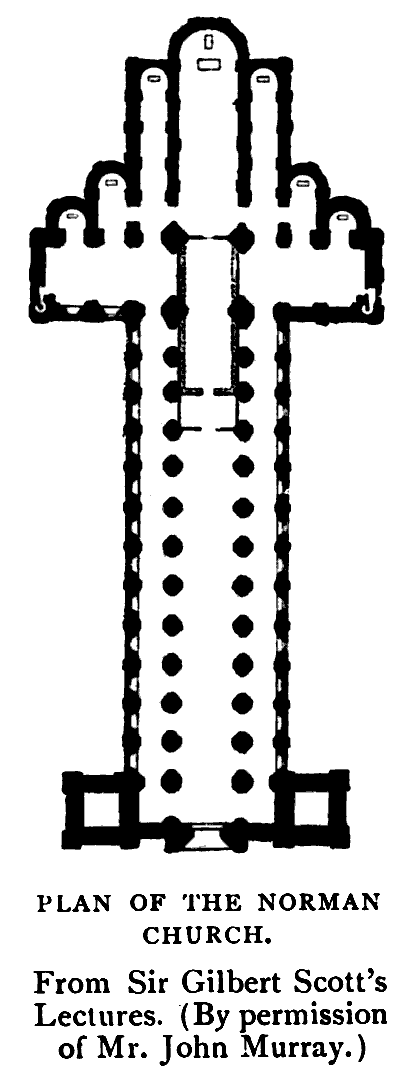 PLAN OF THE NORMAN
CHURCH.
From Sir Gilbert Scott's
Lectures. (By permission
of Mr. John Murray.)